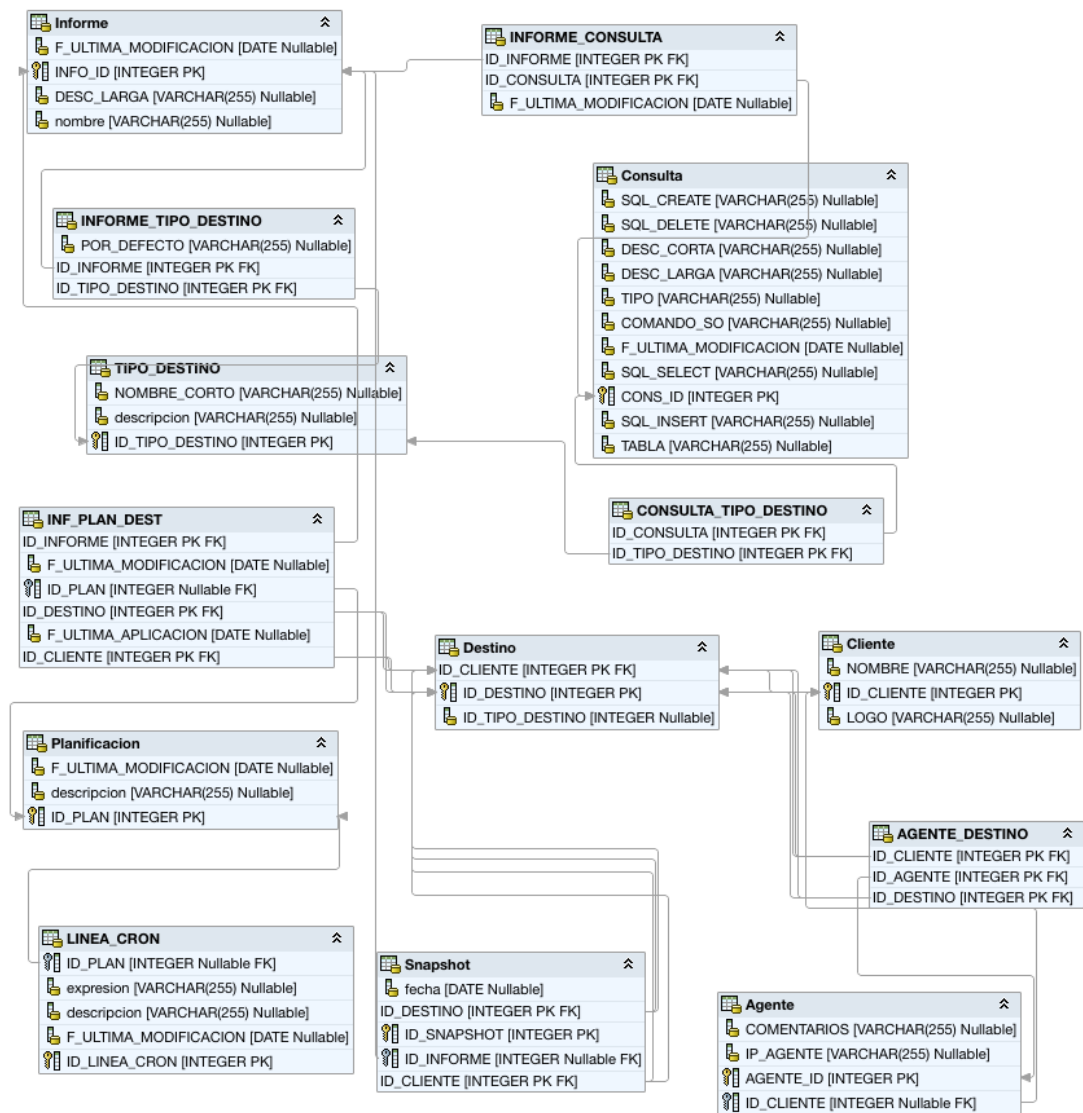 Informe
F_ULTIMA_MODIFICACION [DATE Nullable]
INFO_ID [INTEGER PK]
DESC_LARGA [VARCHAR(255) Nullable]
nombre [VARCHAR(255) Nullable]
INFORME_CONSULTA
ID_INFORME [INTEGER PK FK]
ID_CONSULTA [INTEGER PK FK]
F_ULTIMA_MODIFICACION [DATE Nullable]
Consulta
SQL_CREATE [VARCHAR(255) Nullable]
SQL_DELETE [VARCHAR(255) Nullable]
DESC_CORTA [VARCHAR(255) Nullable]
DESC_LARGA [VARCHAR(255) Nullable]
TIPO [VARCHAR(255) Nullable]
COMANDO_SO [VARCHAR(255) Nullable]
F_ULTIMA_MODIFICACION [DATE Nullable]
SQL_SELECT [VARCHAR(255) Nullable]
CONS_ID [INTEGER PK]
SQL_INSERT [VARCHAR(255) Nullable]
TABLA [VARCHAR(255) Nullable]
INFORME_TIPO_DESTINO
POR_DEFECTO [VARCHAR(255) Nullable]
ID_INFORME [INTEGER PK FK]
ID_TIPO_DESTINO [INTEGER PK FK]
TIPO_DESTINO
NOMBRE_CORTO [VARCHAR(255) Nullable]
descripcion [VARCHAR(255) Nullable]
ID_TIPO_DESTINO [INTEGER PK]
CONSULTA_TIPO_DESTINO
ID_CONSULTA [INTEGER PK FK]
ID_TIPO_DESTINO [INTEGER PK FK]
INF_PLAN_DEST
ID_INFORME [INTEGER PK FK]
F_ULTIMA_MODIFICACION [DATE Nullable]
ID_PLAN [INTEGER Nullable FK]
ID_DESTINO [INTEGER PK FK]
F_ULTIMA_APLICACION [DATE Nullable]
ID_CLIENTE [INTEGER PK FK]
Destino
ID_CLIENTE [INTEGER PK FK]
ID_DESTINO [INTEGER PK]
ID_TIPO_DESTINO [INTEGER Nullable]
Cliente
NOMBRE [VARCHAR(255) Nullable]
ID_CLIENTE [INTEGER PK]
LOGO [VARCHAR(255) Nullable]
Planificacion
F_ULTIMA_MODIFICACION [DATE Nullable]
descripcion [VARCHAR(255) Nullable]
ID_PLAN [INTEGER PK]
AGENTE_DESTINO
ID_CLIENTE [INTEGER PK FK]
ID_AGENTE [INTEGER PK FK]
ID_DESTINO [INTEGER PK FK]
LINEA_CRON
ID_PLAN [INTEGER Nullable FK]
expresion [VARCHAR(255) Nullable]
descripcion [VARCHAR(255) Nullable]
F_ULTIMA_MODIFICACION [DATE Nullable]
ID_LINEA_CRON [INTEGER PK]
Snapshot
fecha [DATE Nullable]
ID_DESTINO [INTEGER PK FK]
ID_SNAPSHOT [INTEGER PK]
ID_INFORME [INTEGER Nullable FK]
ID_CLIENTE [INTEGER PK FK]
Agente
COMENTARIOS [VARCHAR(255) Nullable]
IP_AGENTE [VARCHAR(255) Nullable]
AGENTE_ID [INTEGER PK]
ID_CLIENTE [INTEGER Nullable FK]